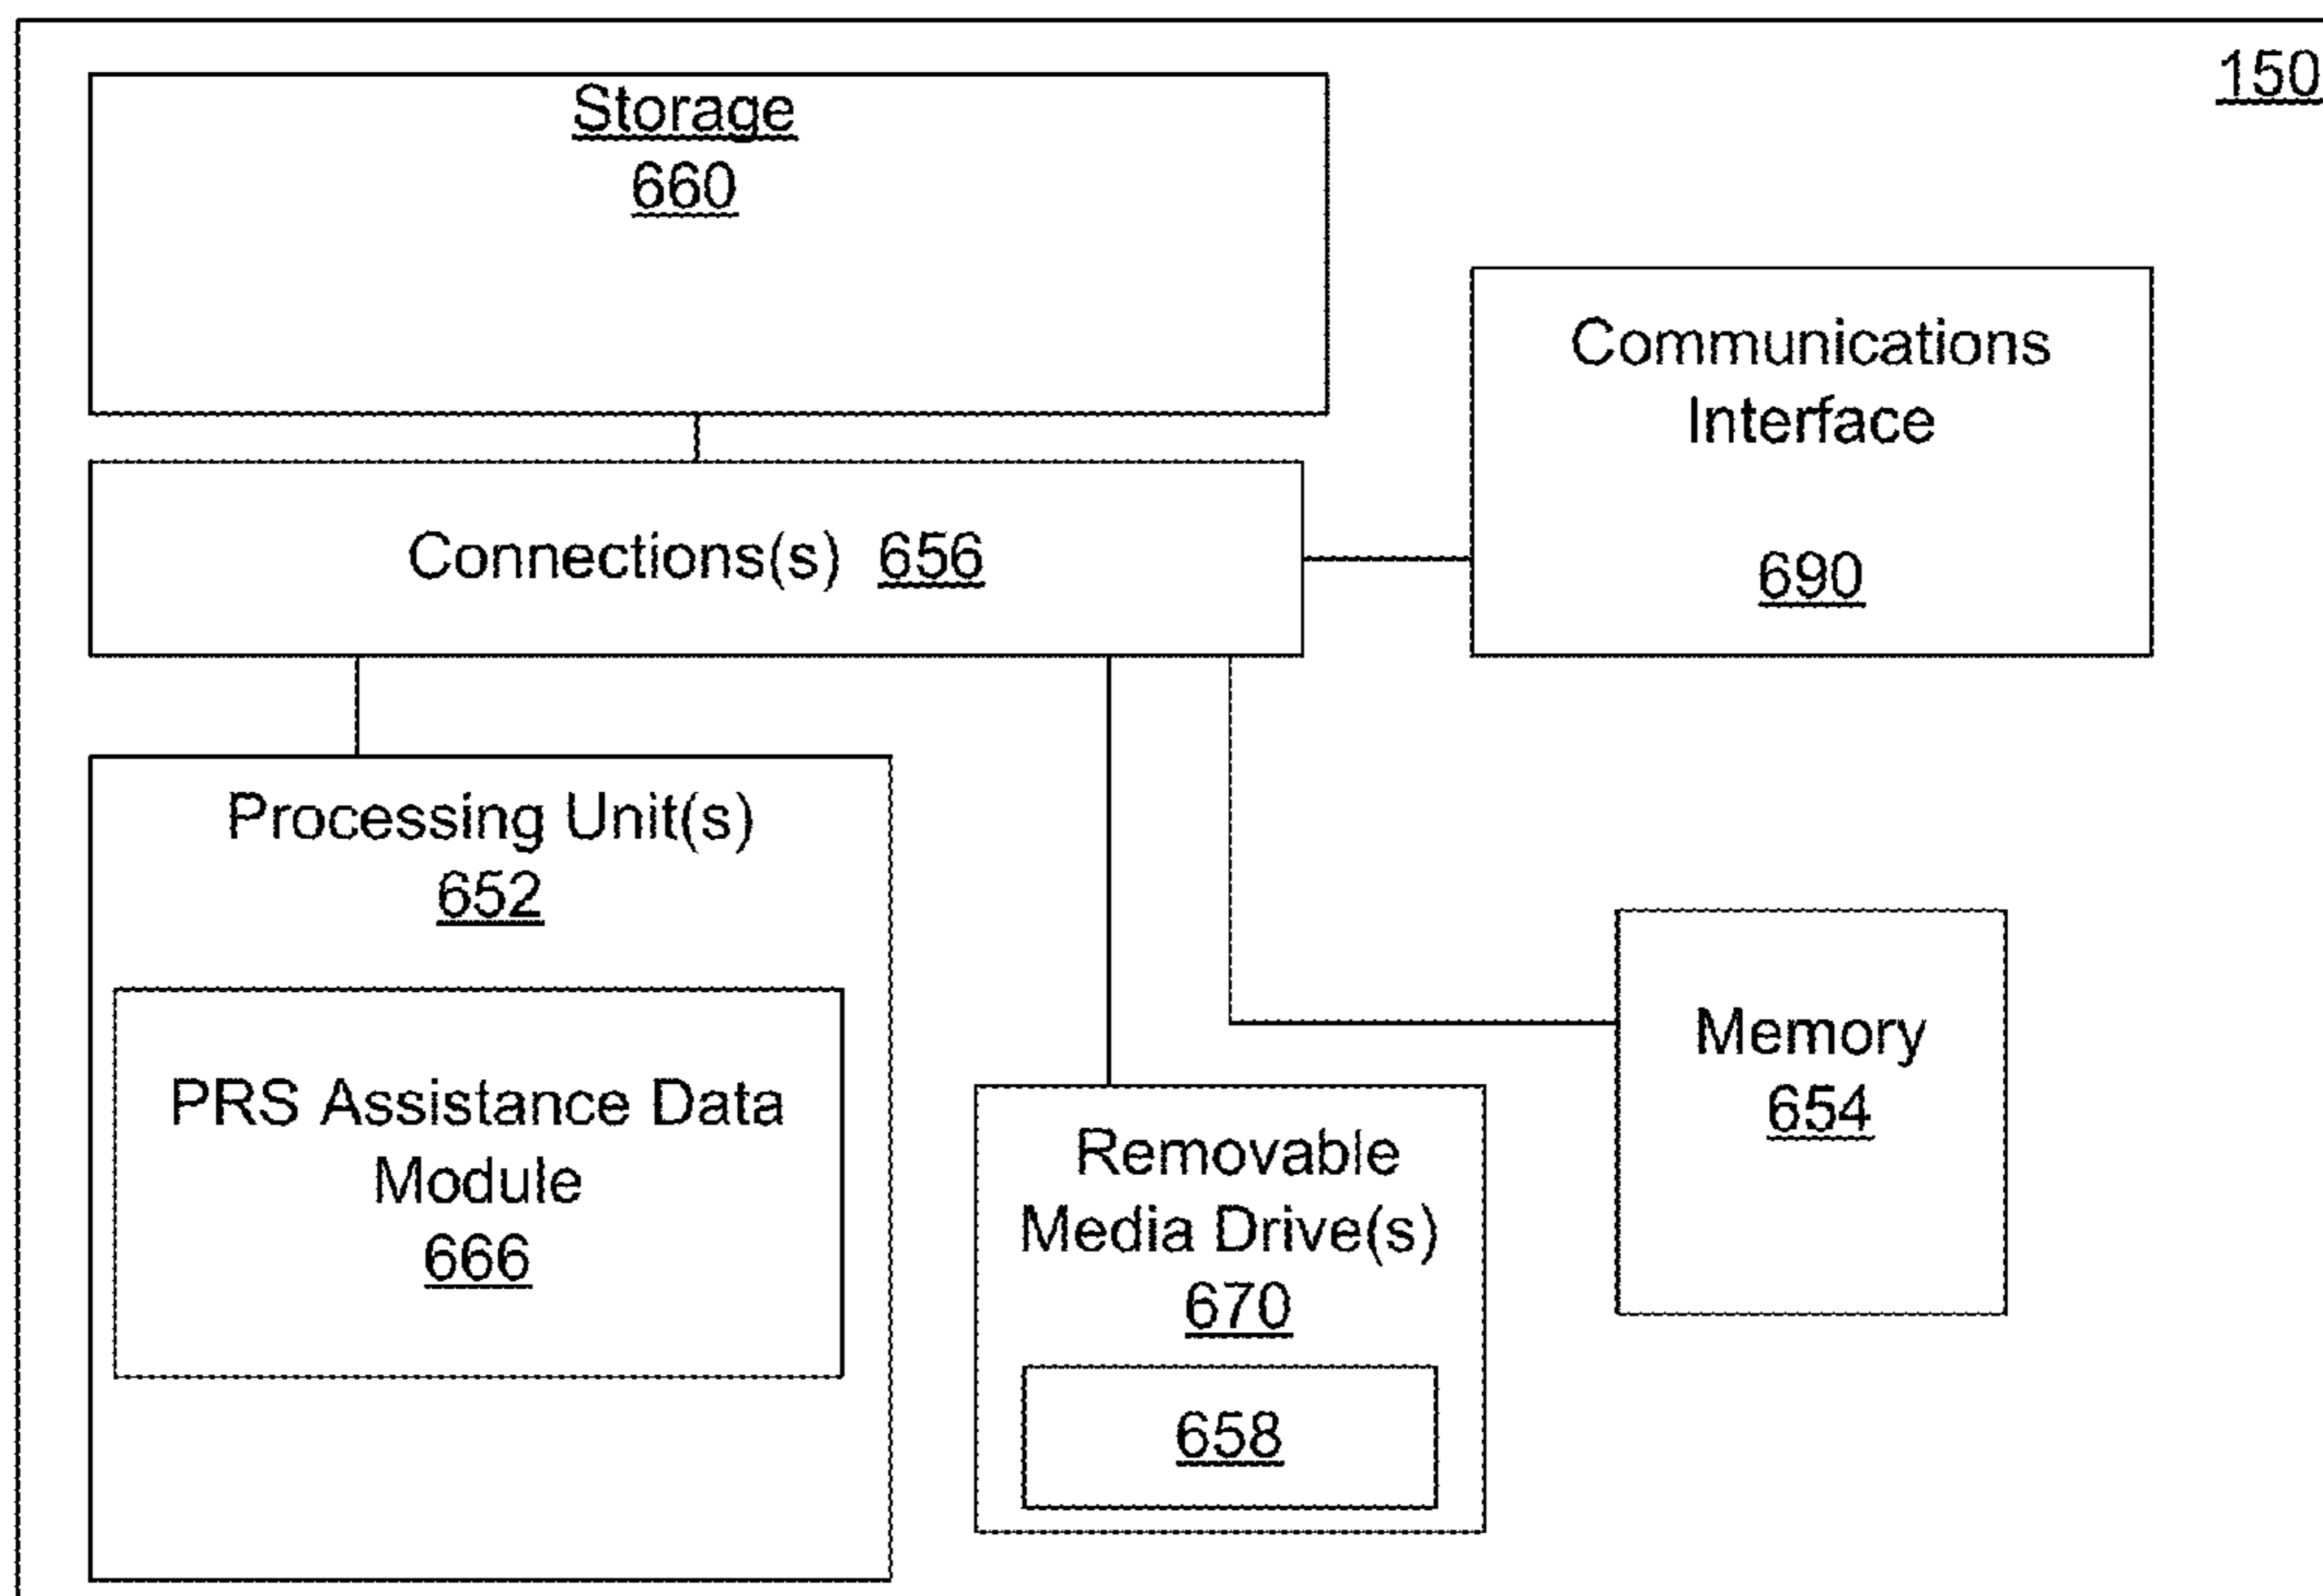 150
Storage
660
Communications
Interface
690
Connections(s) 656
Processing Unit(s)
652
PRS Assistance Data
Module
666
Removable
Media Drive(s)
670
658
Memory
654